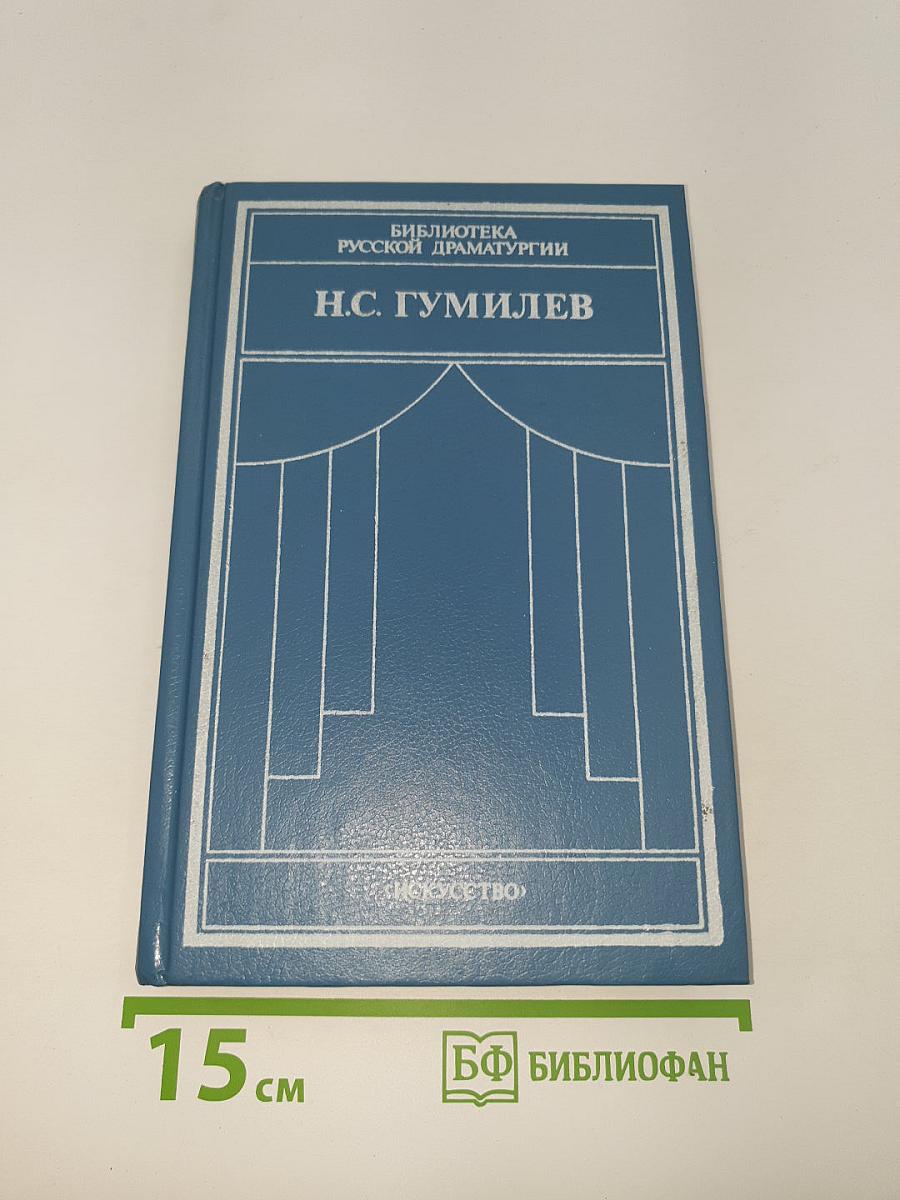 БИБЛИОТЕКА
РУССКОЙ ДРАМАТУРГИИ
Н.С. ГУМИЛЕВ
«ИСКУССТВО»
15 см
БФ БИБЛИОФАН